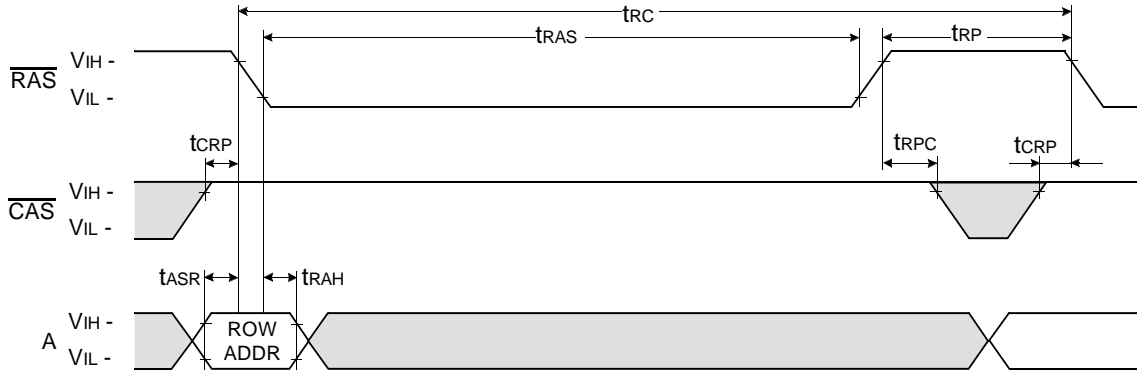 tRC
tRAS
tRP
RAS
VIH -
VIL -
tCRP
tRPC
tCRP
CAS
VIH -
VIL -
tASR
tRAH
A
VIH -
VIL -
ROW
ADDR